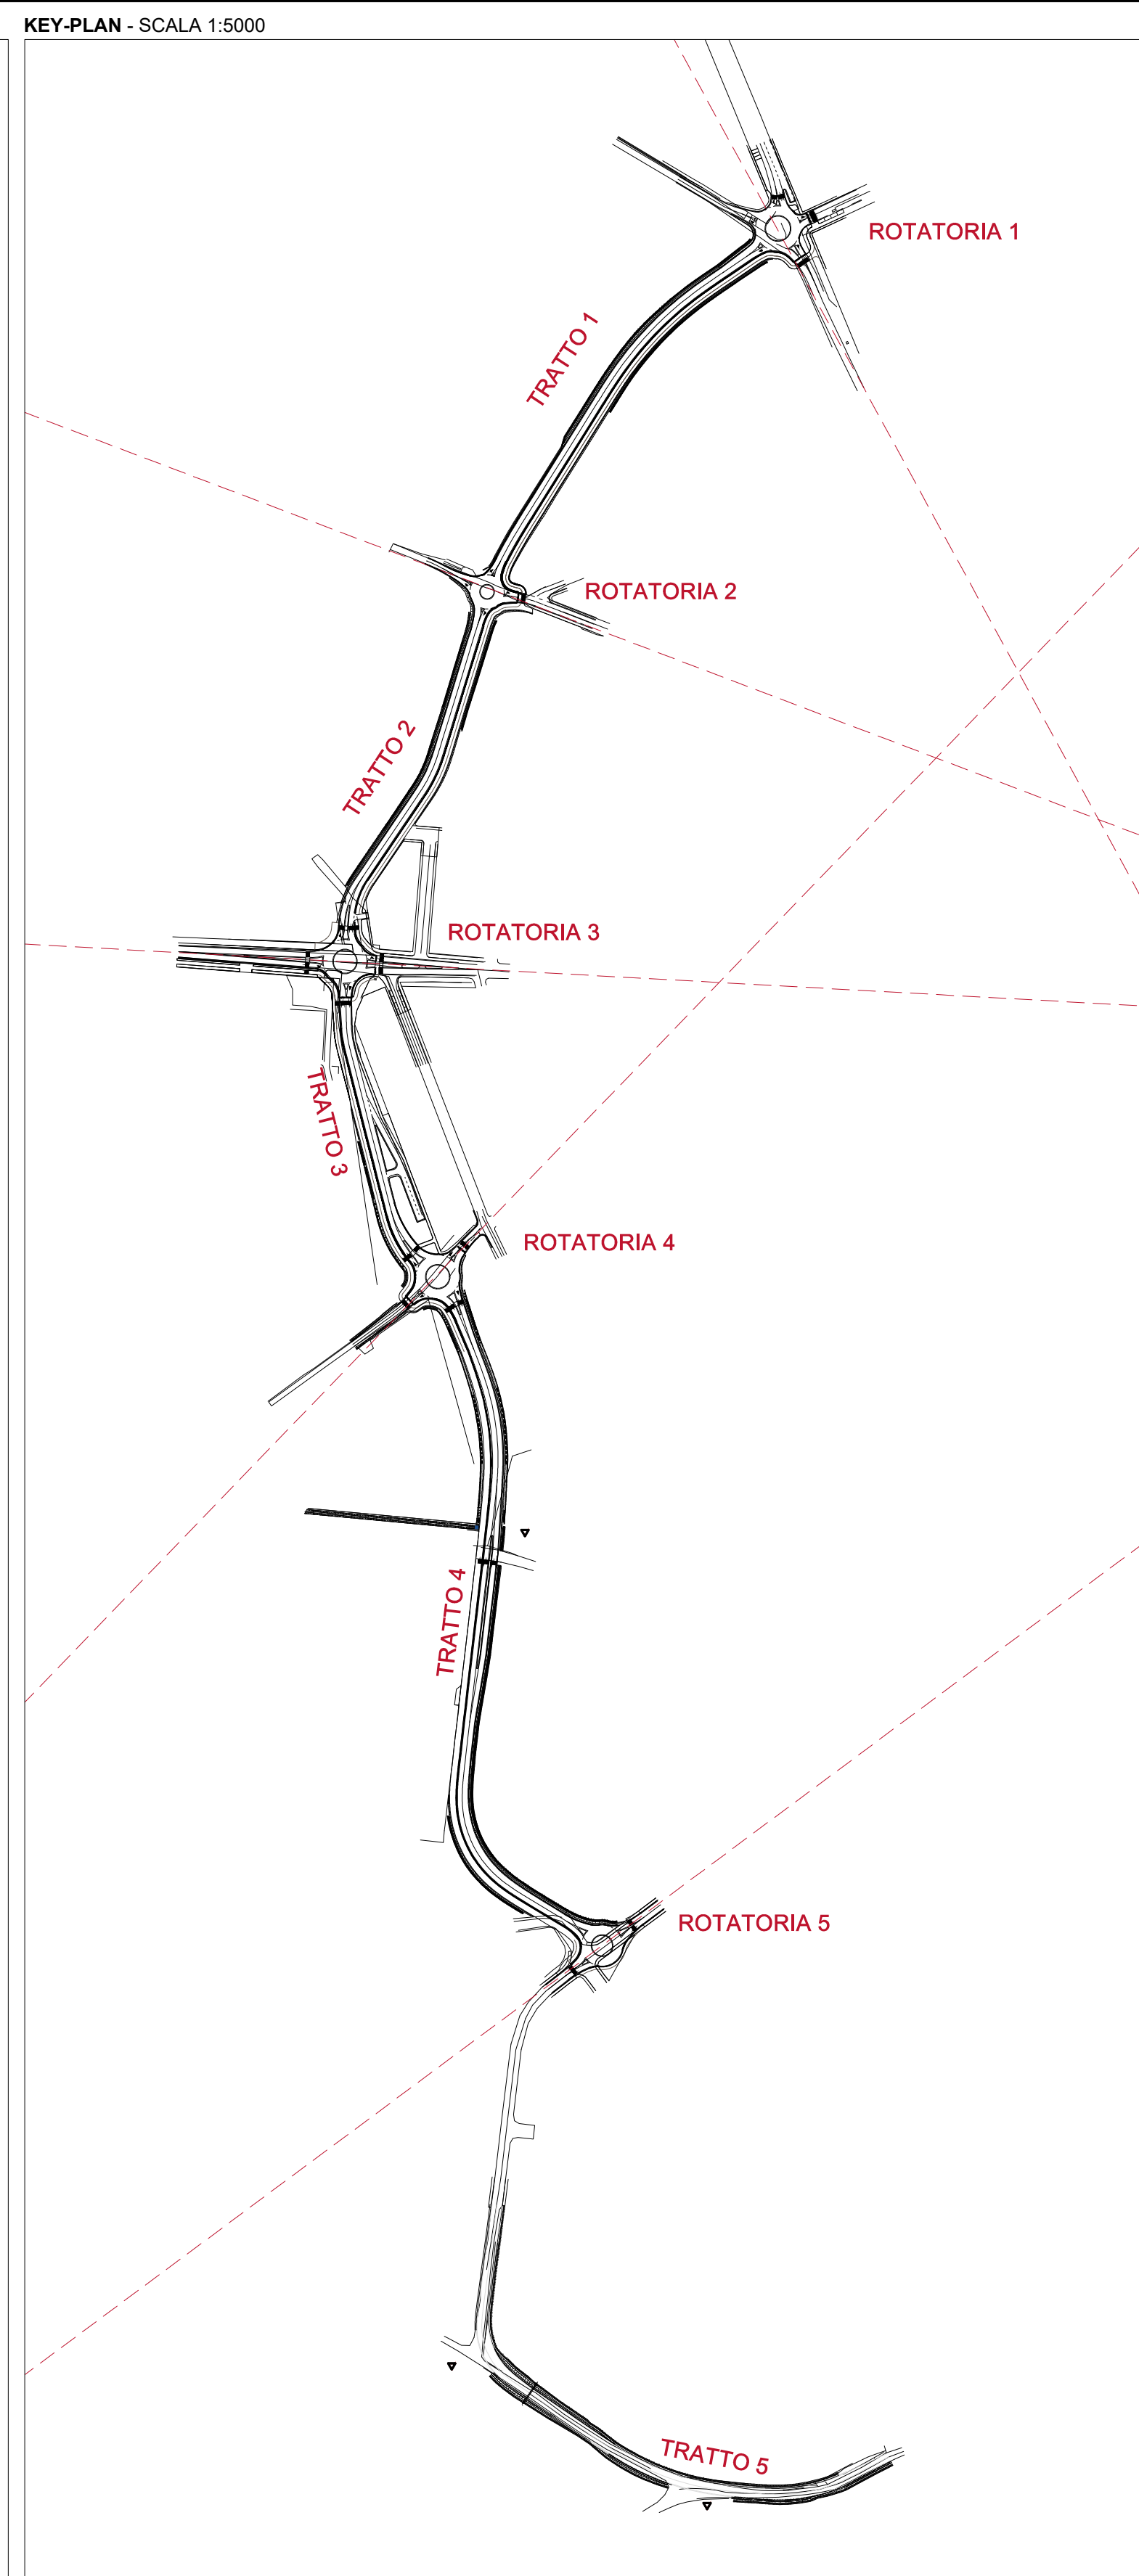 KEY-PLAN - SCALA 1:5000
ROTATORIA 1
TRATTO 1
ROTATORIA 2
TRATTO 2
ROTATORIA 3
TRATTO 3
ROTATORIA 4
TRATTO 4
ROTATORIA 5
TRATTO 5